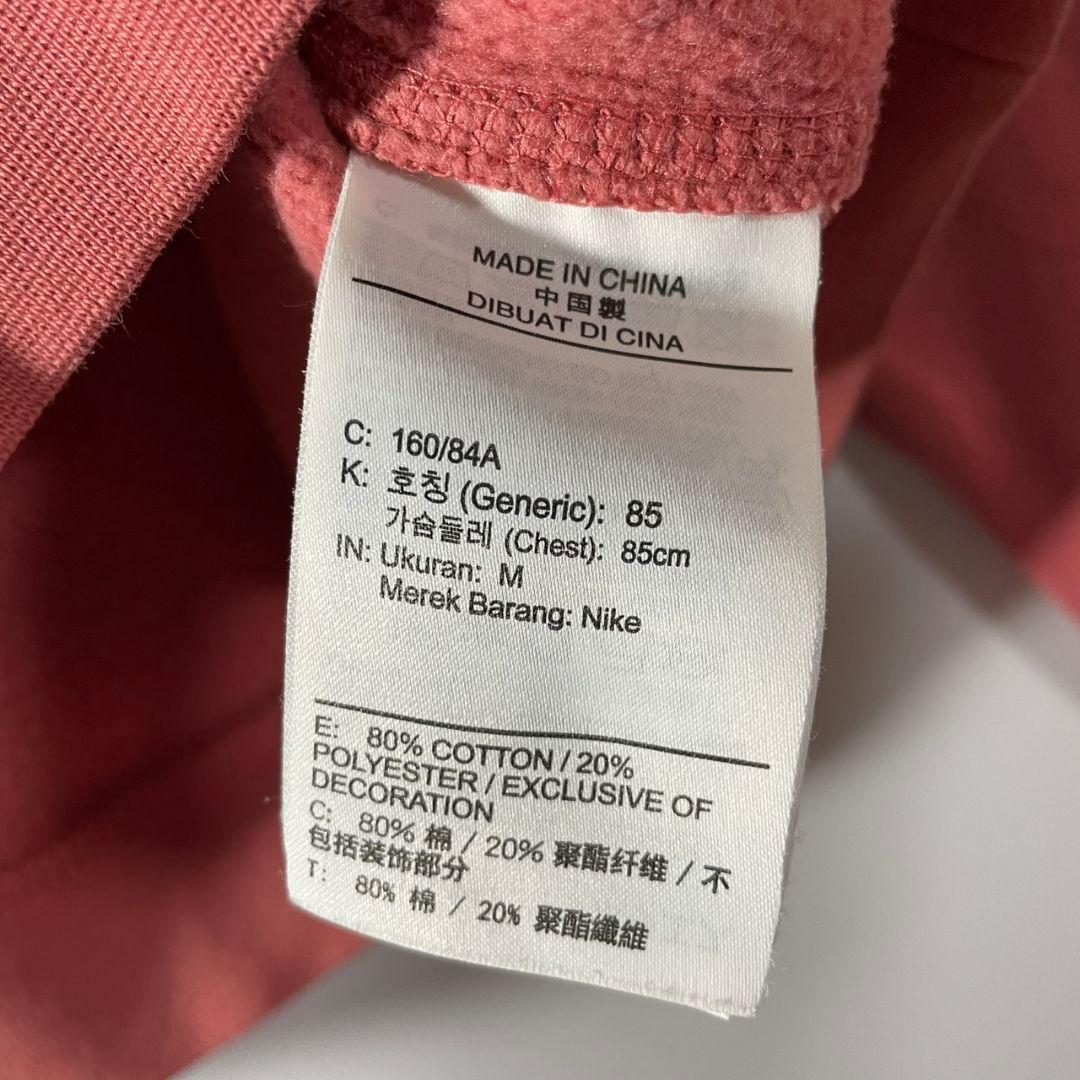 MADE IN CHINA
中国製
DIBUAT DI CINA
C: 160/84A
K: 호칭 (Generic): 85
가슴둘레 (Chest): 85cm
IN: Ukuran: M
Merek Barang: Nike
E: 80% COTTON / 20%
POLYESTER / EXCLUSIVE OF
DECORATION
C: 80% 棉 / 20% 聚酯纤维 / 不
包括装饰部分
T: 80% 棉 / 20% 聚酯纖維